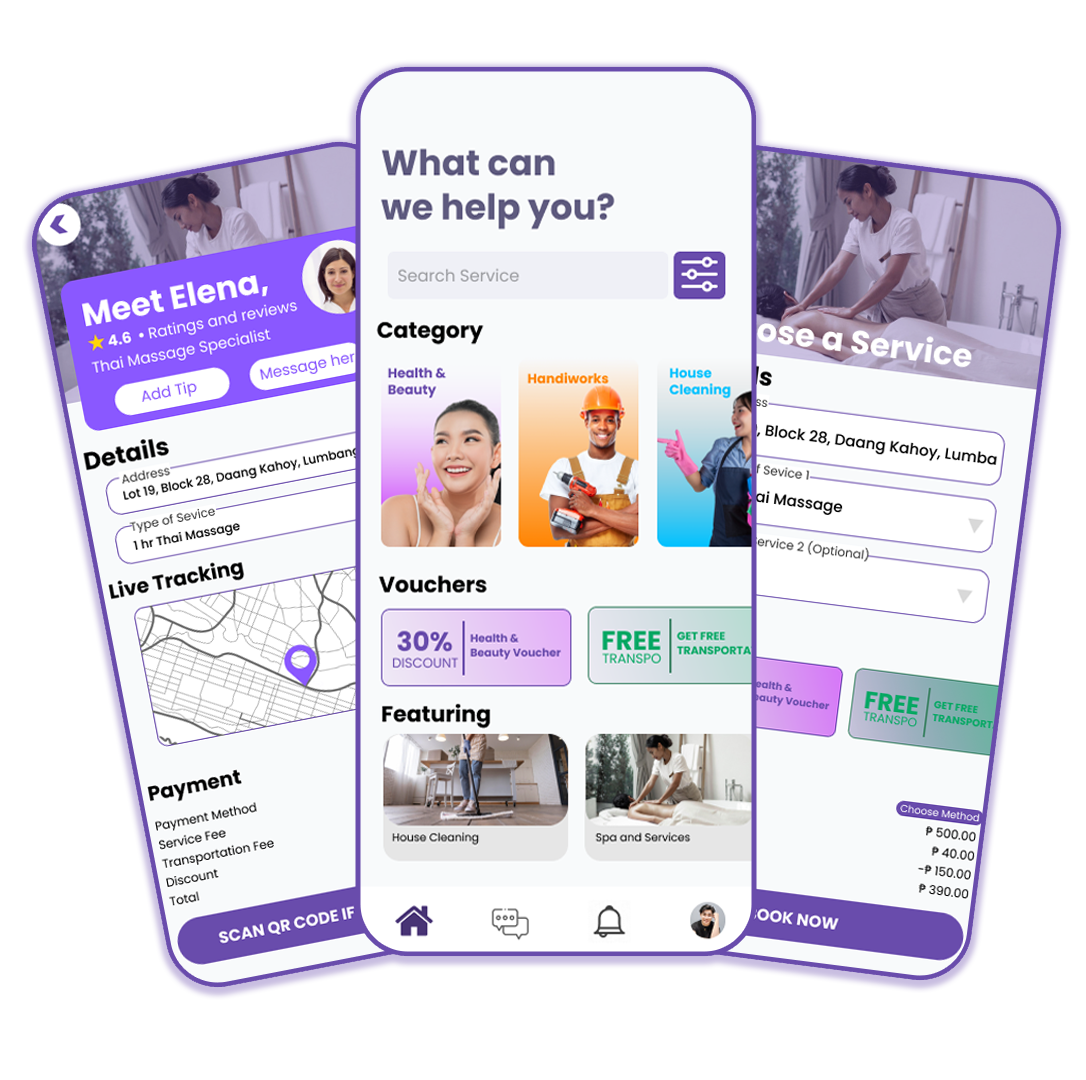 Meet Elena,
4.6 • Ratings and reviews
Thai Massage Specialist
Add Tip
Message her
Details
Address
Lot 19, Block 28, Daang Kahoy, Lumbang
Type of Sevice
1 hr Thai Massage
Live Tracking
Payment
Payment Method
Service Fee
Transportation Fee
Discount
Total
SCAN QR CODE IF
What can
we help you?
Search Service
Category
Health &
Beauty
Handiworks
House
Cleaning
Vouchers
30%
DISCOUNT
Health &
Beauty Voucher
FREE
TRANSPO
GET FREE
TRANSPORTA
Featuring
House Cleaning
Spa and Services
ose a Service
ls
ss
, Block 28, Daang Kahoy, Lumba
f Sevice 1
ai Massage
ervice 2 (Optional)
ealth &
eauty Voucher
FREE
TRANSPO
GET FREE
TRANSPORT
Choose Method
₱ 500.00
₱ 40.00
-₱ 150.00
₱ 390.00
BOOK NOW